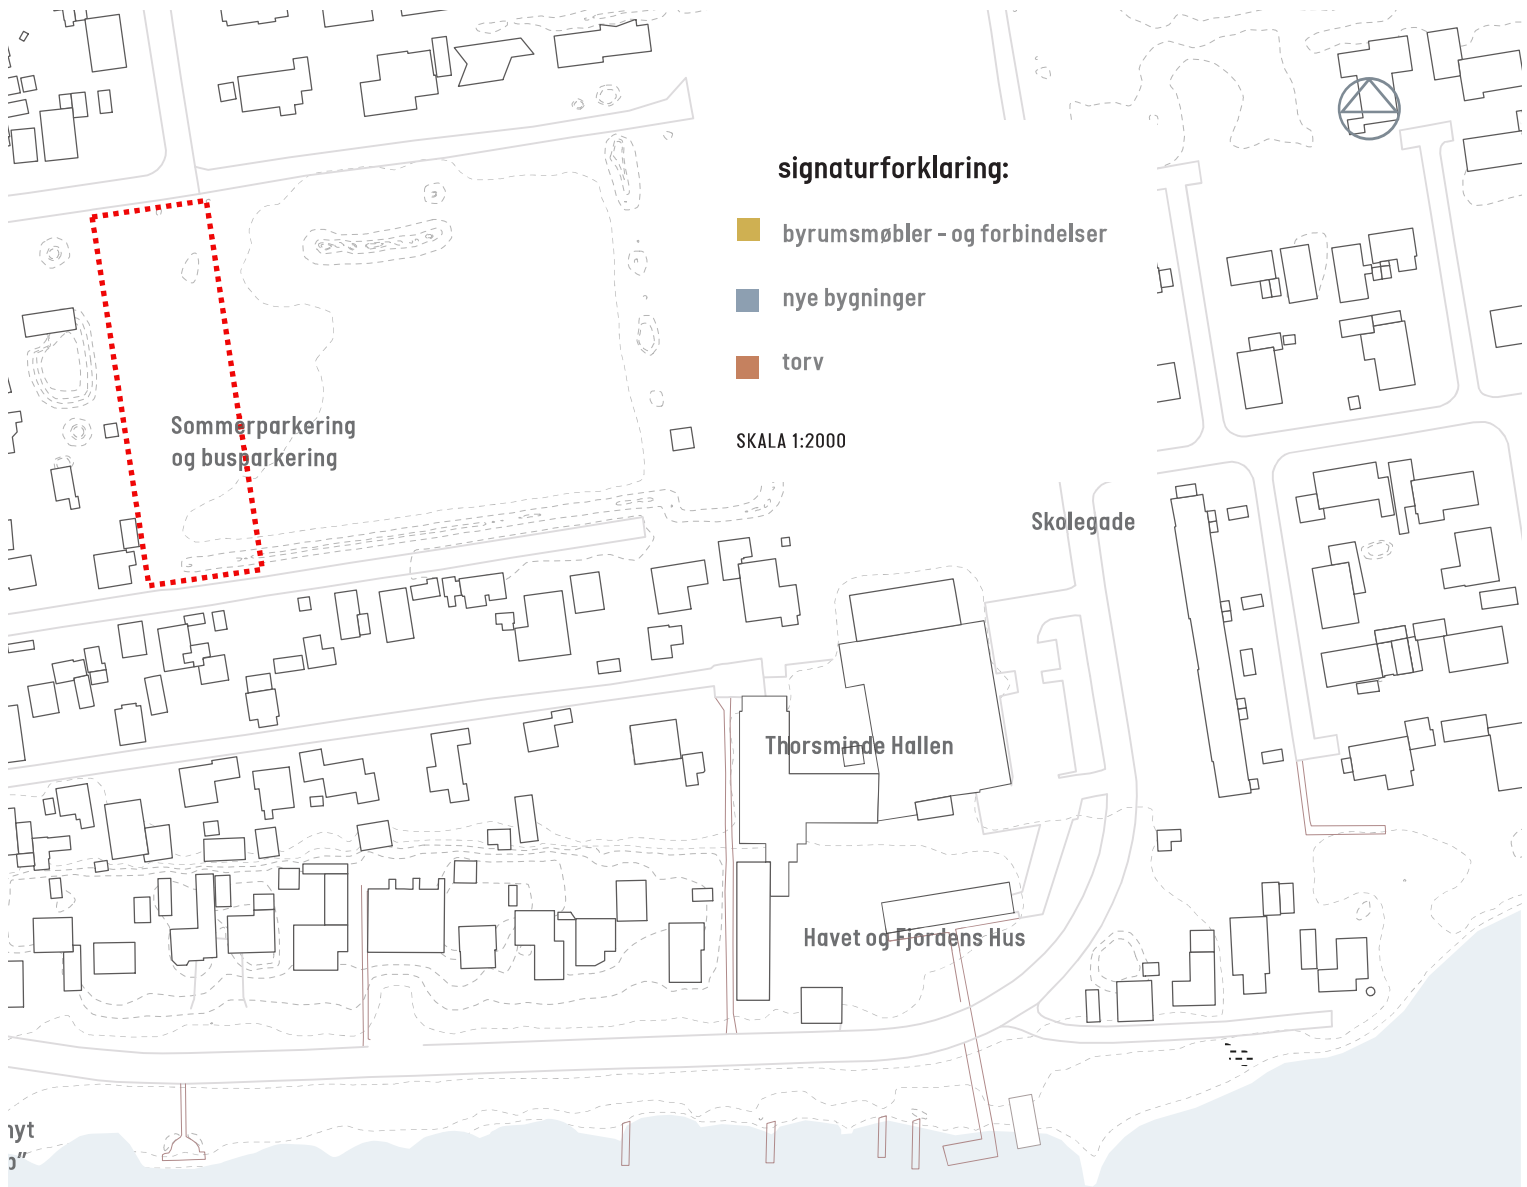 signaturforklaring:
byrumsmøbler - og forbindelser
nye bygninger
torv
SKALA 1:2000
Sommerparkering
og busparkering
Skolegade
Thorsminde Hallen
Havet og Fjordens Hus